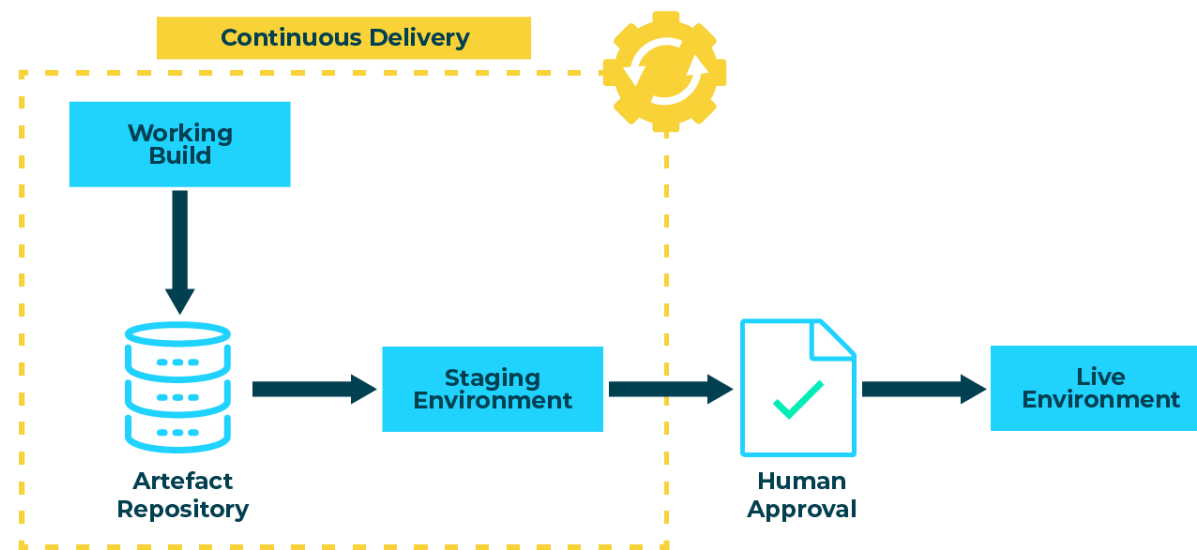 Continuous Delivery
Working
Build
Staging
Environment
Live
Environment
Artefact
Repository
Human
Approval